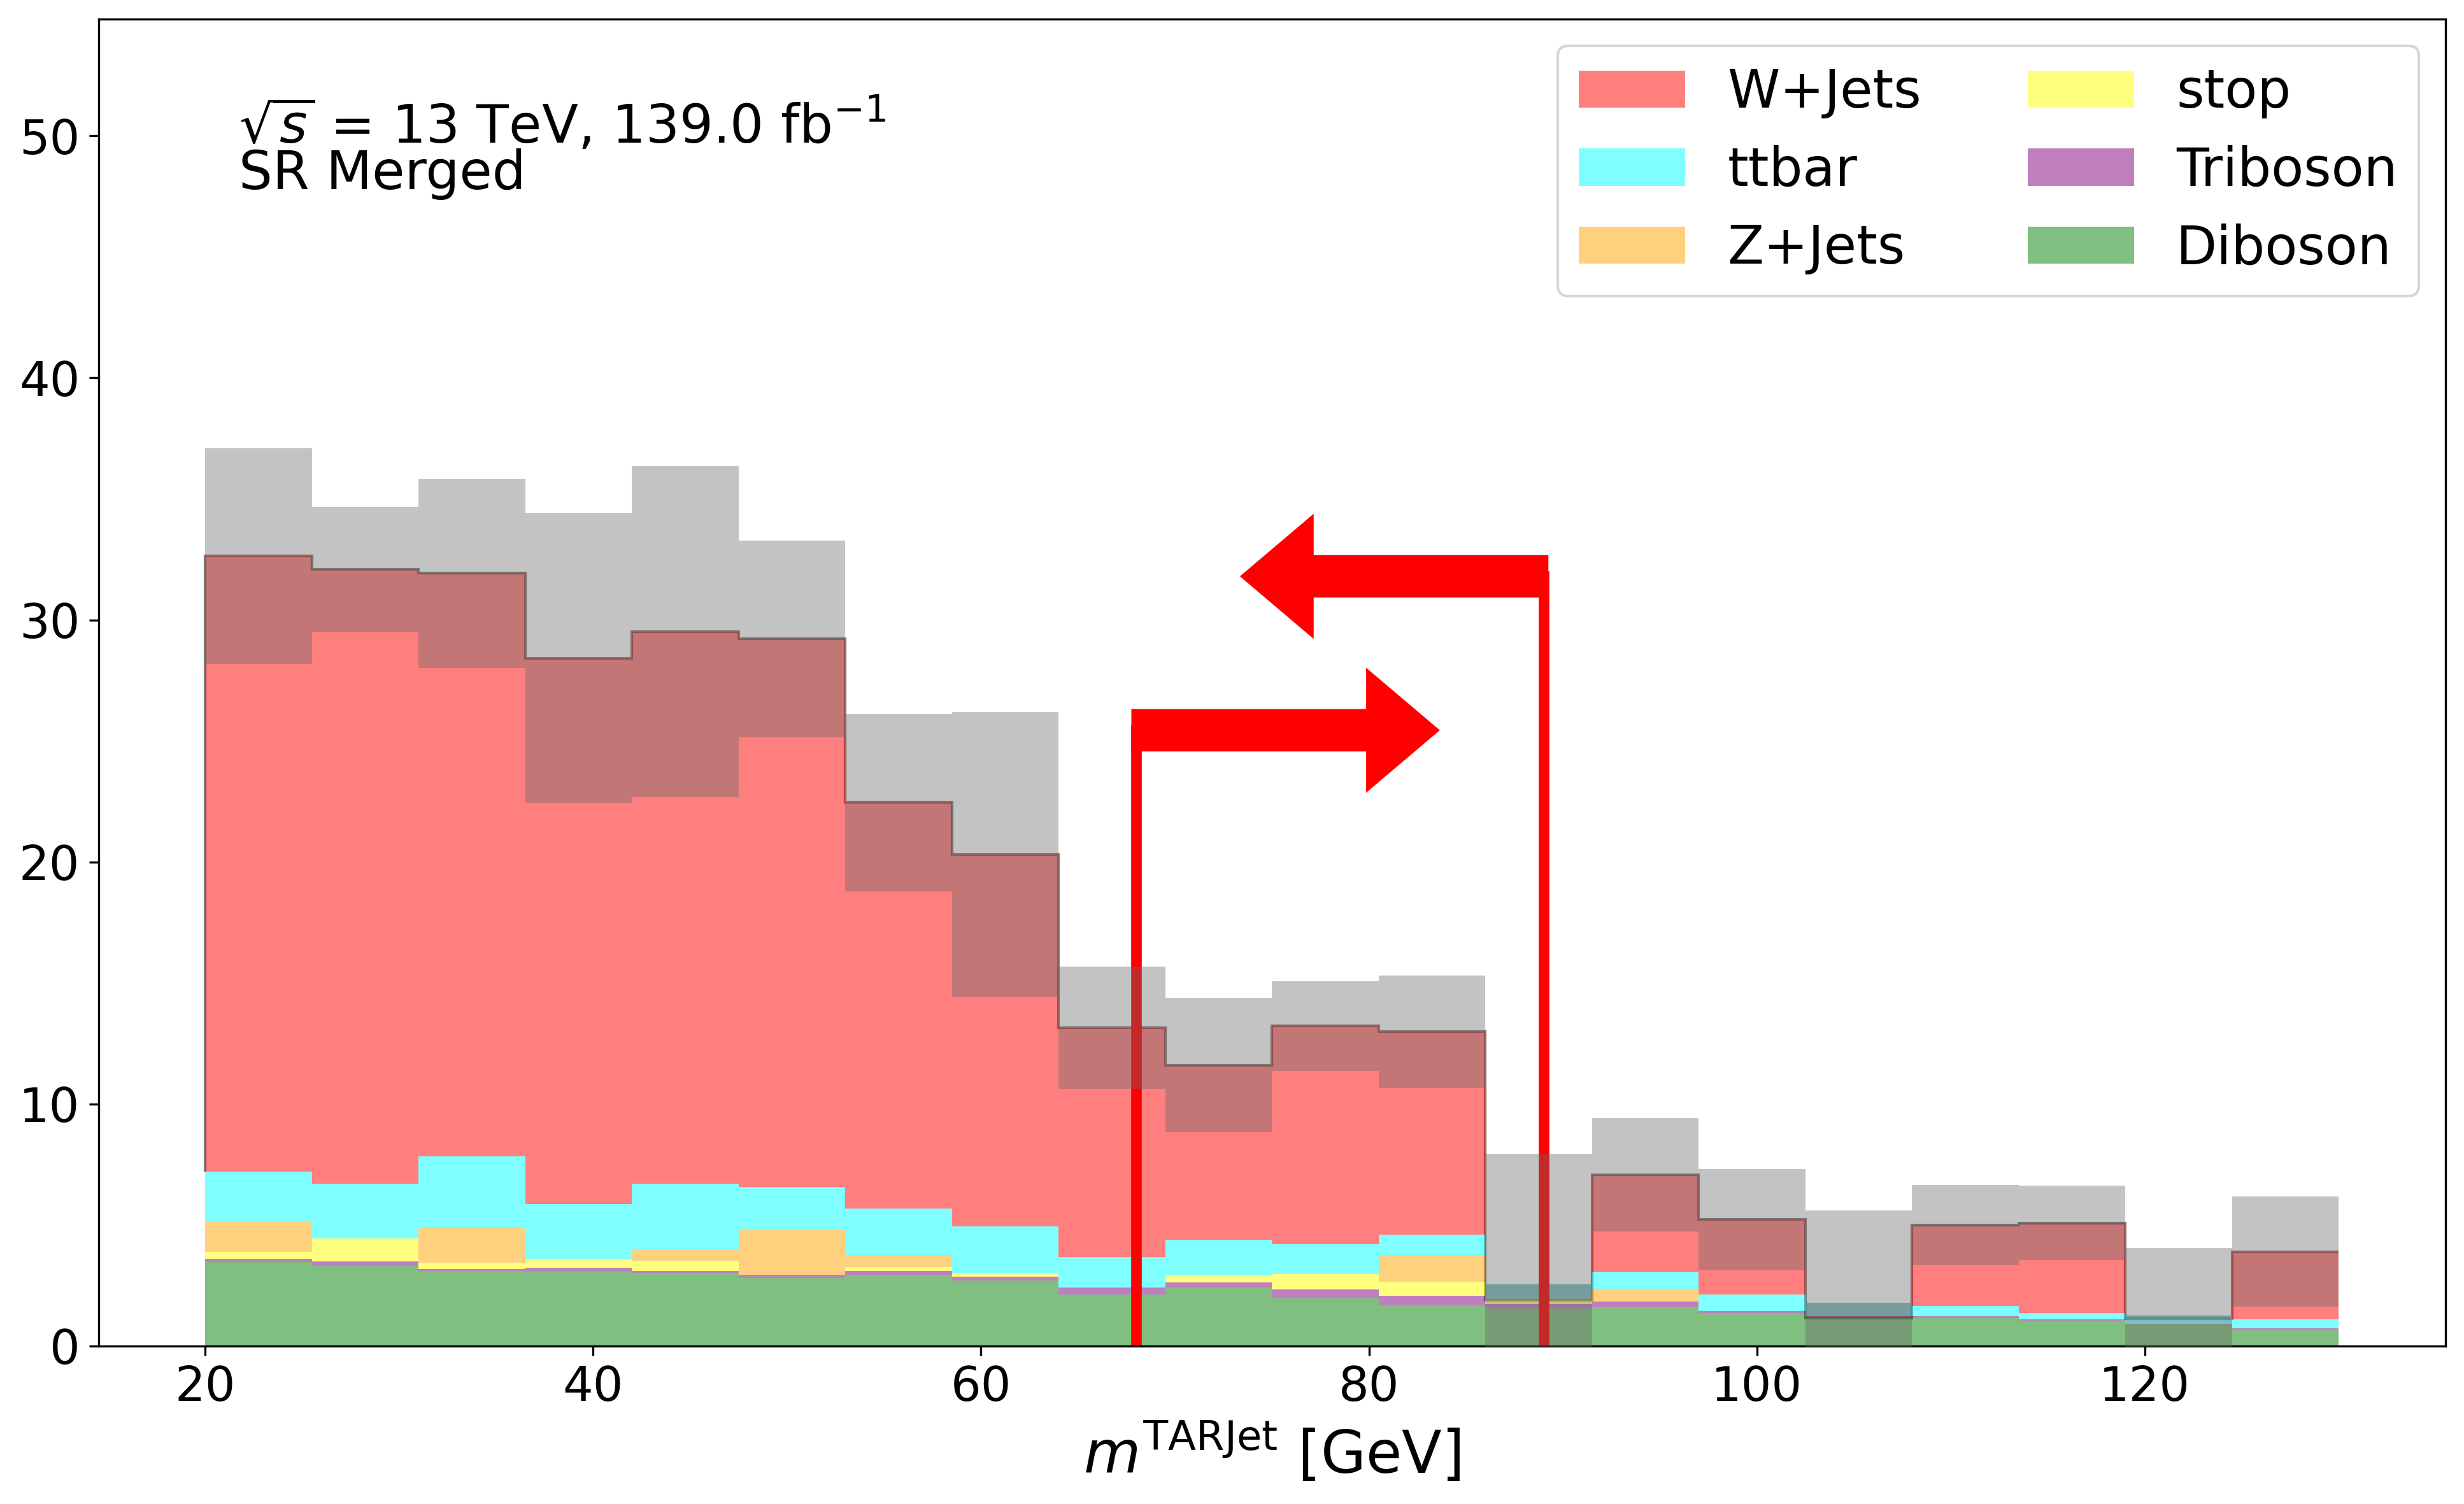 √s = 13 TeV, 139.0 fb⁻¹
SR Merged
W+Jets
ttbar
Z+Jets
stop
Triboson
Diboson
50
40
30
20
10
0
20 40 60 80 100 120
m^TARJet [GeV]